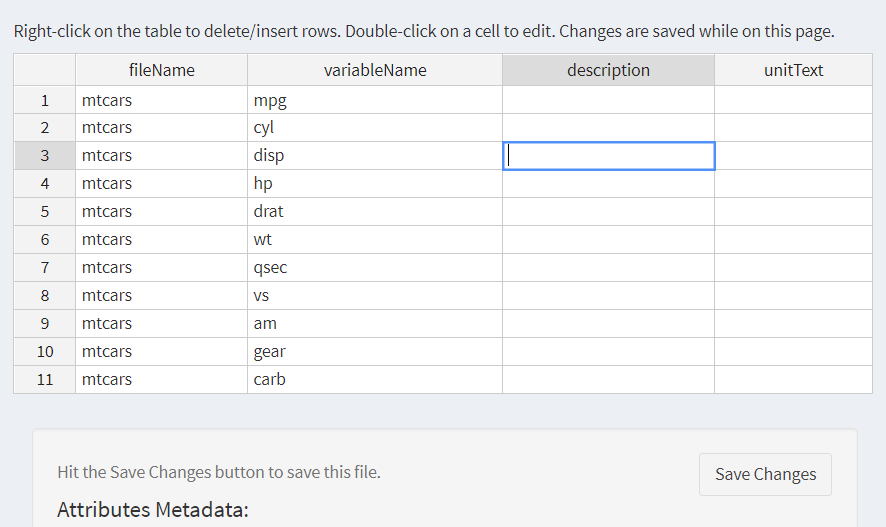 Right-click on the table to delete/insert rows. Double-click on a cell to edit. Changes are saved while on this page.
fileName variableName description unitText
1 mtcars mpg
2 mtcars cyl
3 mtcars disp
4 mtcars hp
5 mtcars drat
6 mtcars wt
7 mtcars qsec
8 mtcars vs
9 mtcars am
10 mtcars gear
11 mtcars carb
Hit the Save Changes button to save this file. Save Changes
Attributes Metadata: